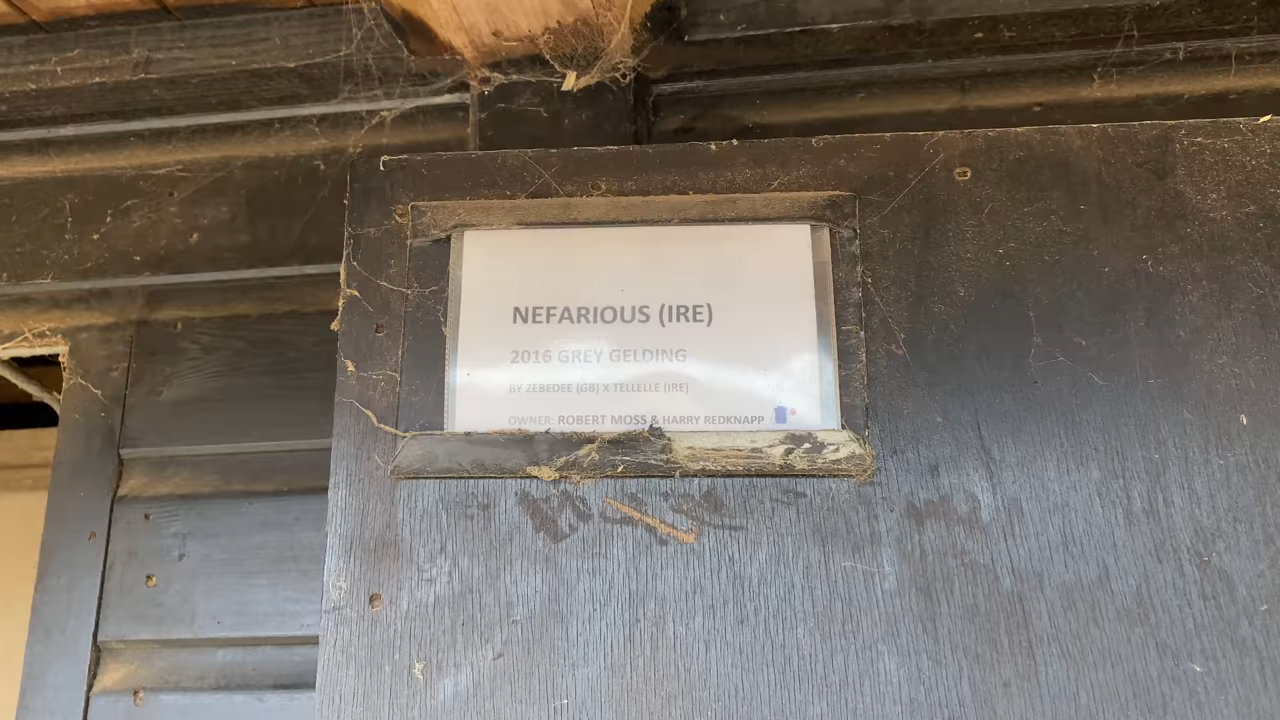 NEFARIOUS (IRE)
2016 GREY GELDING
BY ZEBEDEE (GB) X TELLELLE (IRE)
OWNER: ROBERT MOSS & HARRY REDKNAPP